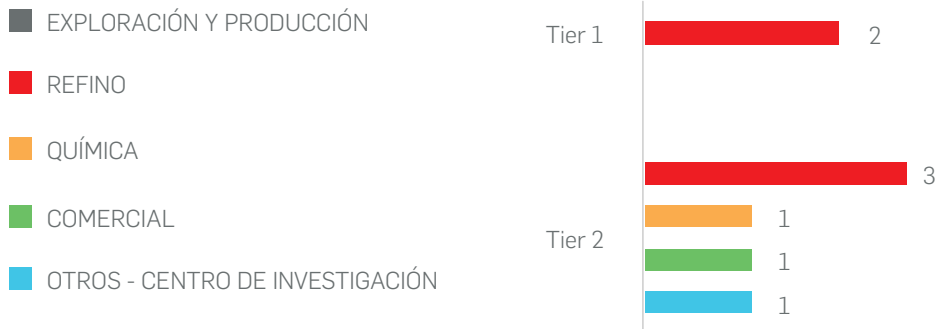 EXPLORACIÓN Y PRODUCCIÓN
REFINO
QUÍMICA
COMERCIAL
OTROS - CENTRO DE INVESTIGACIÓN
Tier 1
2
3
Tier 2
1
1
1